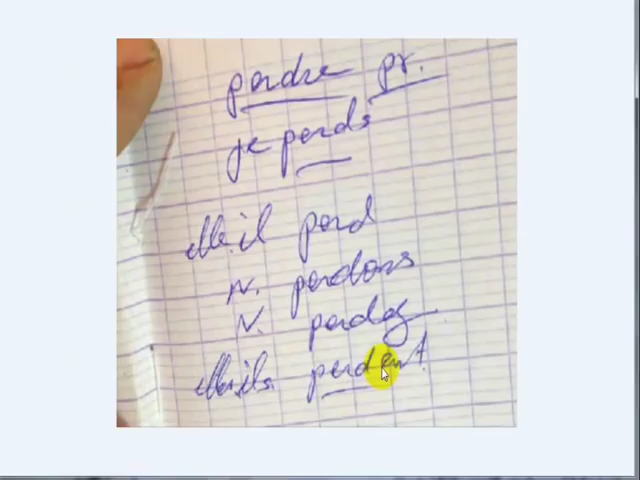 perdre pr.
je perds
elle.il perd
N. perdons
V. perdez
elles.ils. perdent